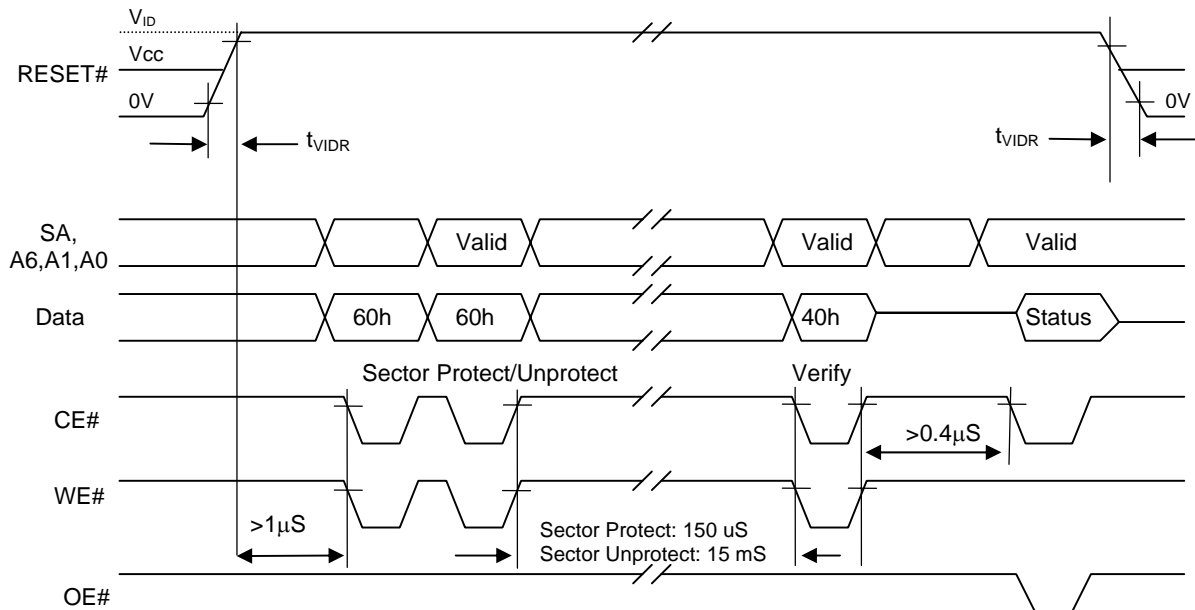 VID
Vcc
RESET#
0V
0V
tVIDR
tVIDR
SA,
A6,A1,A0
Valid
Valid
Valid
Data
60h
60h
40h
Status
Sector Protect/Unprotect
Verify
CE#
>0.4μS
WE#
>1μS
Sector Protect: 150 uS
Sector Unprotect: 15 mS
OE#